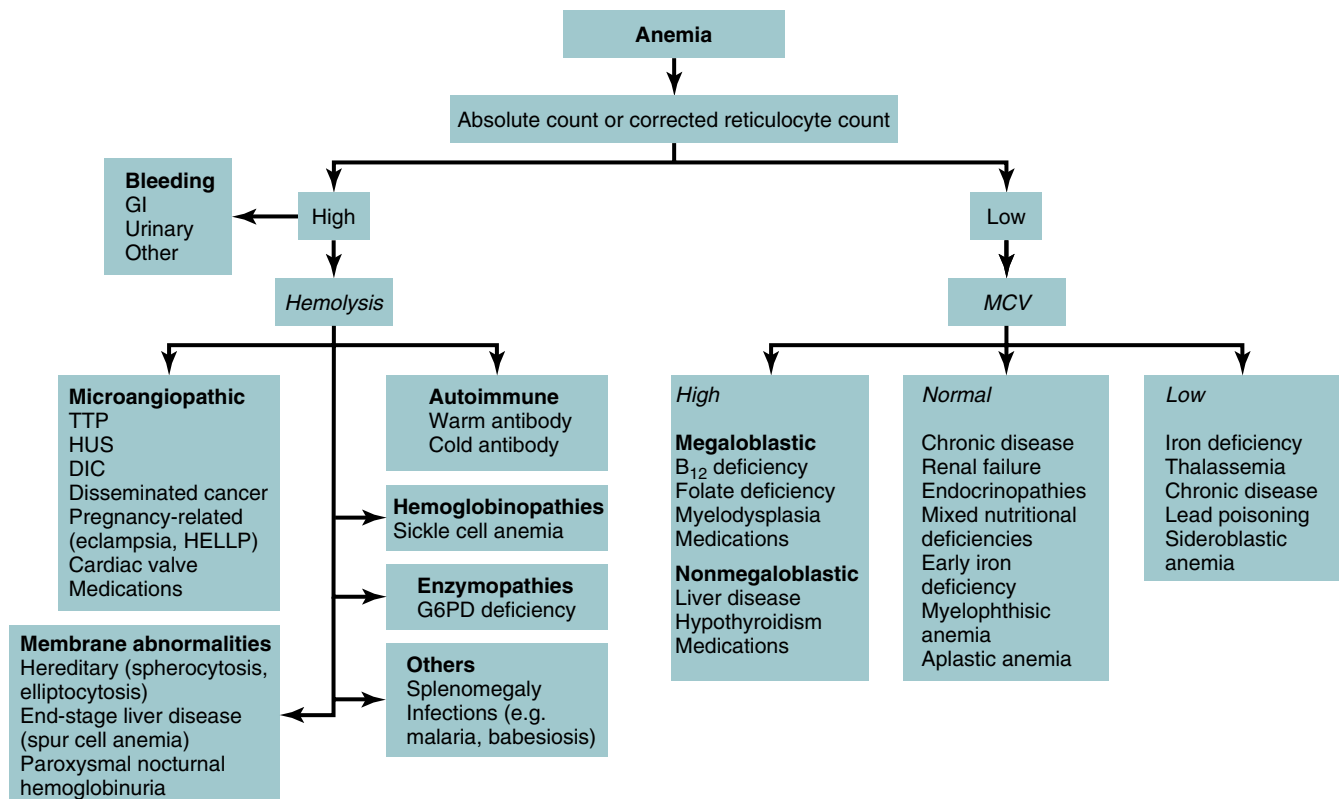 Anemia
Absolute count or corrected reticulocyte count
Bleeding
GI
Urinary
Other
High
Low
Hemolysis
MCV
Microangiopathic
TTP
HUS
DIC
Disseminated cancer
Pregnancy-related
(eclampsia, HELLP)
Cardiac valve
Medications
Autoimmune
Warm antibody
Cold antibody
Hemoglobinopathies
Sickle cell anemia
Enzymopathies
G6PD deficiency
Membrane abnormalities
Hereditary (spherocytosis,
elliptocytosis)
End-stage liver disease
(spur cell anemia)
Paroxysmal nocturnal
hemoglobinuria
Others
Splenomegaly
Infections (e.g.
malaria, babesiosis)
High
Megaloblastic
B₁₂ deficiency
Folate deficiency
Myelodysplasia
Medications
Nonmegaloblastic
Liver disease
Hypothyroidism
Medications
Normal
Chronic disease
Renal failure
Endocrinopathies
Mixed nutritional
deficiencies
Early iron
deficiency
Myelophthisic
anemia
Aplastic anemia
Low
Iron deficiency
Thalassemia
Chronic disease
Lead poisoning
Sideroblastic
anemia